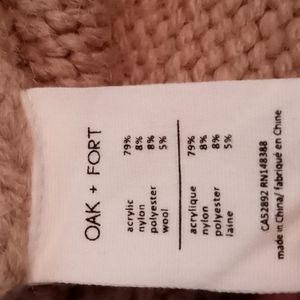 OAK + FORT
79% acrylic
8% nylon
8% polyester
5% wool
79% acrylique
8% nylon
8% polyester
5% laine
CA52892 RN148388
made in China/ fabriqué en Chine